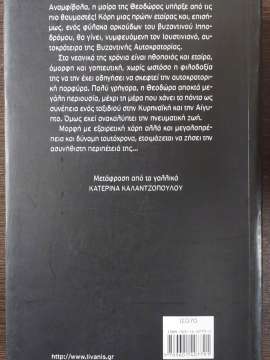 Αναμφίβολα, η μοίρα της Θεοδώρας υπήρξε από τις
πιο θαυμαστές! Κόρη μιας πρώην εταίρας και, επισή-
μως, ενός φύλακα αρκούδων του βυζαντινού Ιππο-
δρόμου, θα γίνει, νυμφευόμενη τον Ιουστινιανό, αυ-
τοκράτειρα της Βυζαντινής Αυτοκρατορίας.
Στα νεανικά της χρόνια είναι ηθοποιός και εταίρα,
όμορφη και γοητευτική, χωρίς ωστόσο η φιλοδοξία
της να την έχει οδηγήσει να σκεφτεί την αυτοκρατορι-
κή πορφύρα. Πολύ γρήγορα, η Θεοδώρα αποκτά με-
γάλη περιουσία, μέχρι τη μέρα που χάνει τα πάντα ως
συνέπεια ενός ταξιδιού στην Κυρηναϊκή και την Αίγυ-
πτο. Όμως εκεί ανακαλύπτει την πνευματική ζωή.
Μορφή με εξαιρετική χάρη αλλά και μεγαλοπρέ-
πεια και δύναμη ταυτόχρονα, ετοιμάζεται να ζήσει την
ασυνήθιστη περιπέτειά της...
Μετάφραση από τα γαλλικά
ΚΑΤΕΡΙΝΑ ΚΑΛΑΝΤΖΟΠΟΥΛΟΥ
http://www.livanis.gr